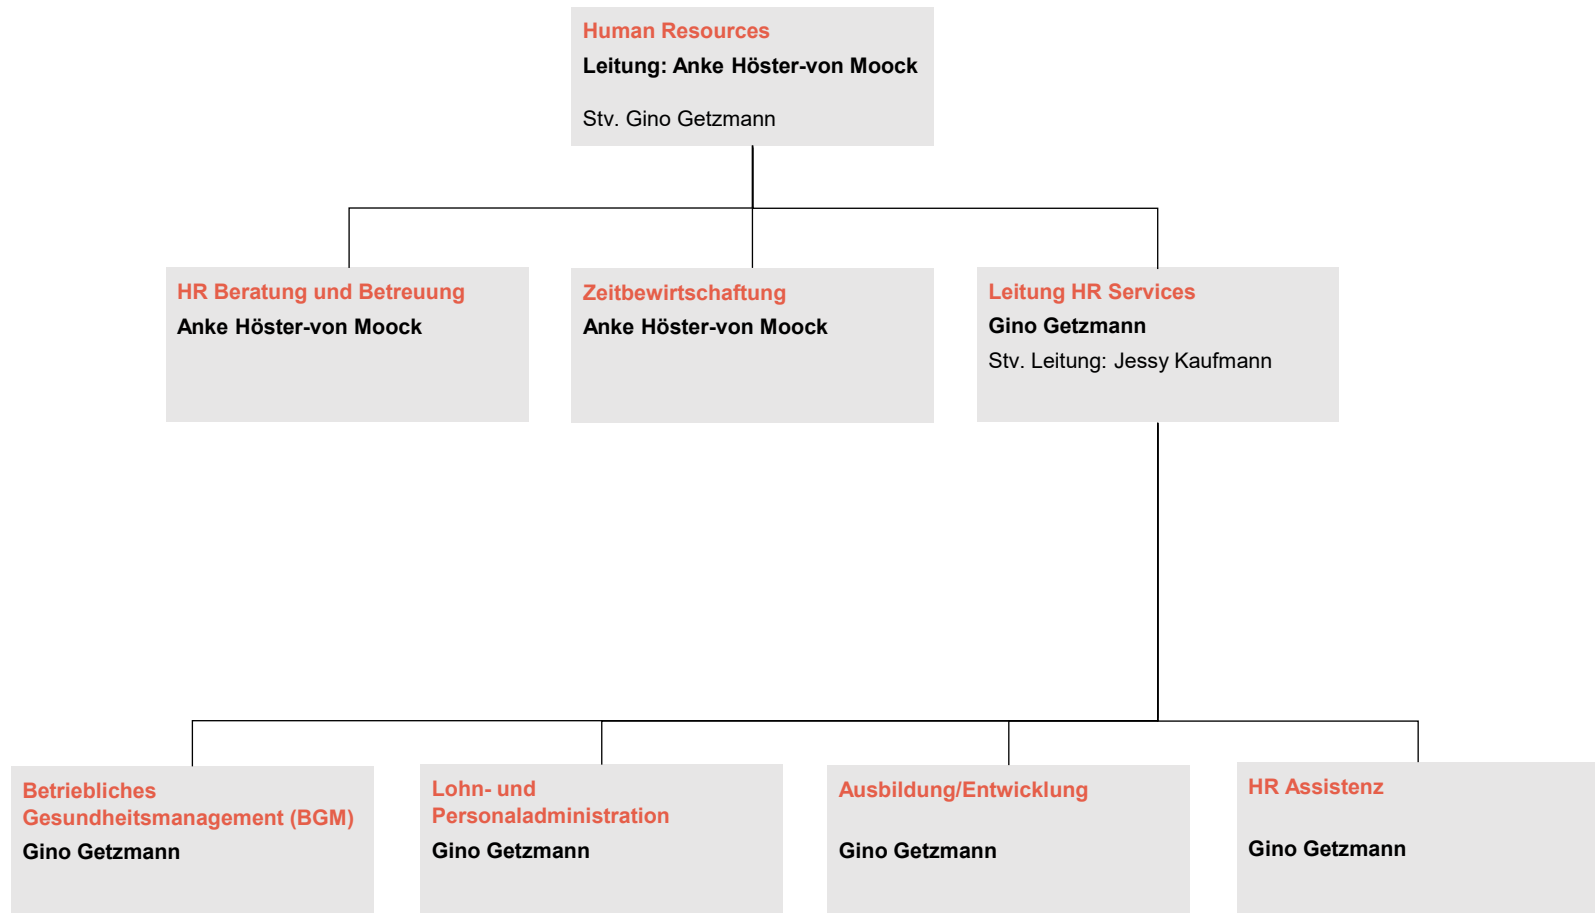 Human Resources
Leitung: Anke Höster-von Moock
Stv. Gino Getzmann
HR Beratung und Betreuung
Anke Höster-von Moock
Zeitbewirtschaftung
Anke Höster-von Moock
Leitung HR Services
Gino Getzmann
Stv. Leitung: Jessy Kaufmann
Betriebliches
Gesundheitsmanagement (BGM)
Gino Getzmann
Lohn- und
Personaladministration
Gino Getzmann
Ausbildung/Entwicklung
Gino Getzmann
HR Assistenz
Gino Getzmann